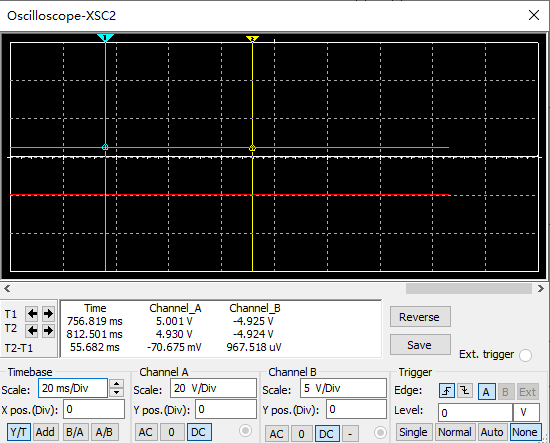 Oscilloscope-XSC2
1 2
T1
T2
T2-T1
Time Channel_A Channel_B
756.819 ms 5.001 V -4.925 V
812.501 ms 4.930 V -4.924 V
55.682 ms -70.675 mV 967.518 uV
Reverse
Save
Ext. trigger
Timebase
Scale: 20 ms/Div
X pos.(Div): 0
Y/T Add B/A A/B
Channel A
Scale: 20 V/Div
Y pos.(Div): 0
AC 0 DC
Channel B
Scale: 5 V/Div
Y pos.(Div): 0
AC 0 DC -
Trigger
Edge: A B Ext
Level: 0 V
Single Normal Auto None